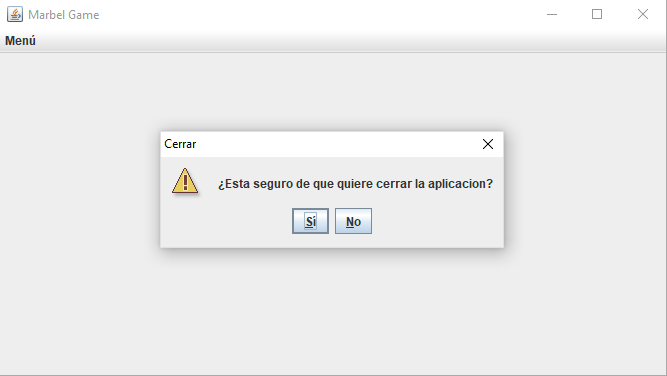 Marbel Game
Menú
Cerrar
¿Esta seguro de que quiere cerrar la aplicacion?
Sí
No